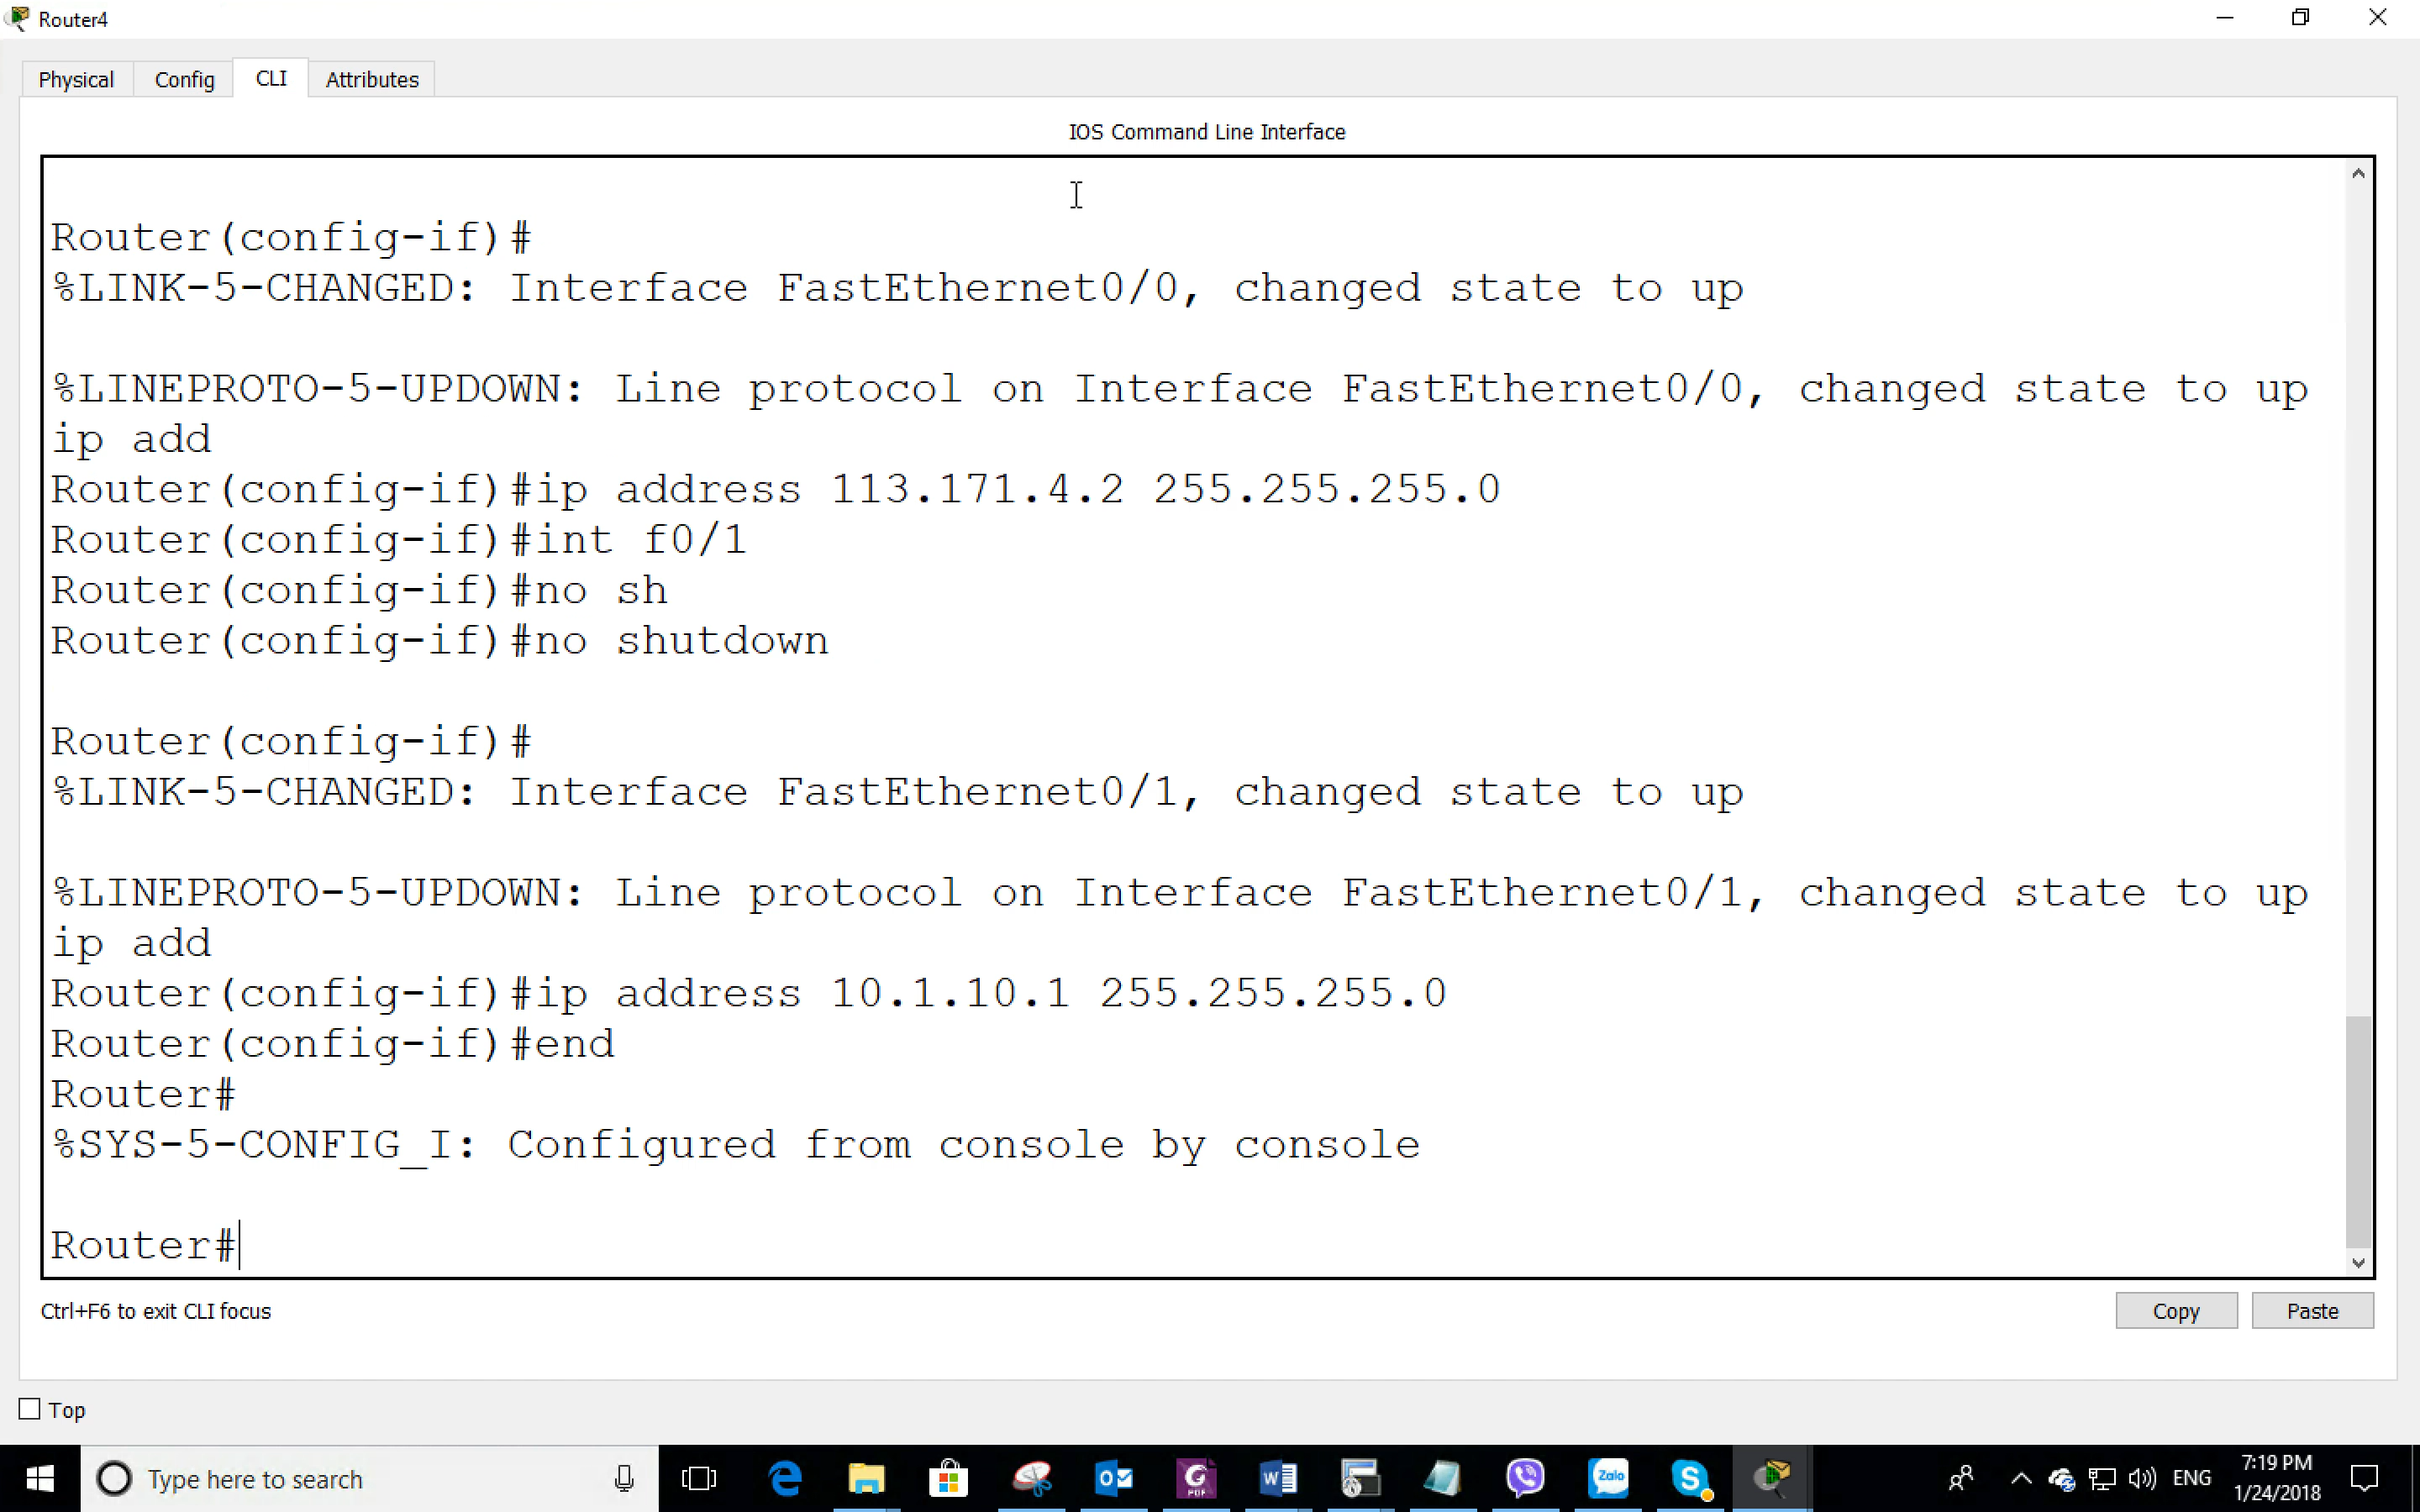 Router4
Physical Config CLI Attributes
IOS Command Line Interface
Router(config-if)#
%LINK-5-CHANGED: Interface FastEthernet0/0, changed state to up
%LINEPROTO-5-UPDOWN: Line protocol on Interface FastEthernet0/0, changed state to up
ip add
Router(config-if)#ip address 113.171.4.2 255.255.255.0
Router(config-if)#int f0/1
Router(config-if)#no sh
Router(config-if)#no shutdown
Router(config-if)#
%LINK-5-CHANGED: Interface FastEthernet0/1, changed state to up
%LINEPROTO-5-UPDOWN: Line protocol on Interface FastEthernet0/1, changed state to up
ip add
Router(config-if)#ip address 10.1.10.1 255.255.255.0
Router(config-if)#end
Router#
%SYS-5-CONFIG_I: Configured from console by console
Router#
Ctrl+F6 to exit CLI focus
Copy Paste
Top
Type here to search
G PDF
Zalo
ENG
7:19 PM
1/24/2018